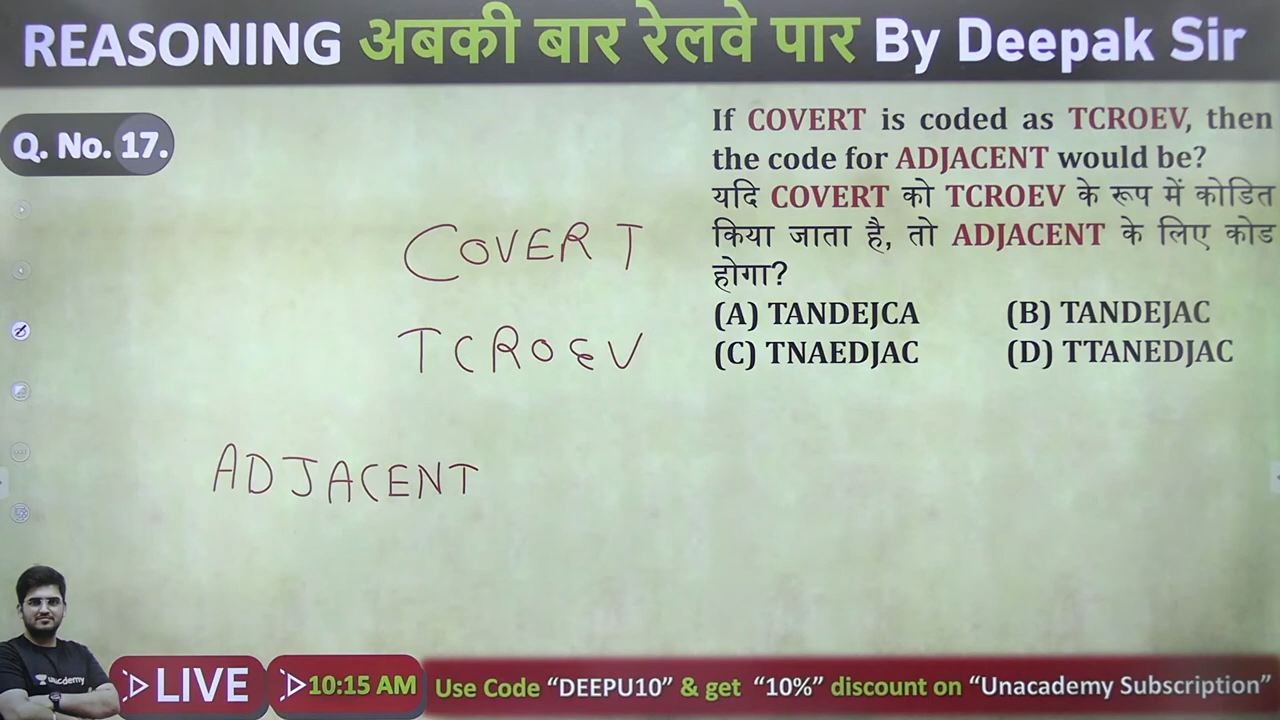 REASONING अबकी बार रेलवे पार By Deepak Sir
Q. No. 17.
If COVERT is coded as TCROEV, then
the code for ADJACENT would be?
यदि COVERT को TCROEV के रूप में कोडित
किया जाता है, तो ADJACENT के लिए कोड
होगा?
(A) TANDEJCA (B) TANDEJAC
(C) TNAEDJAC (D) TTANEDJAC
COVERT
TCROEV
ADJACENT
unacademy
LIVE
10:15 AM
Use Code “DEEPU10” & get “10%” discount on “Unacademy Subscription”